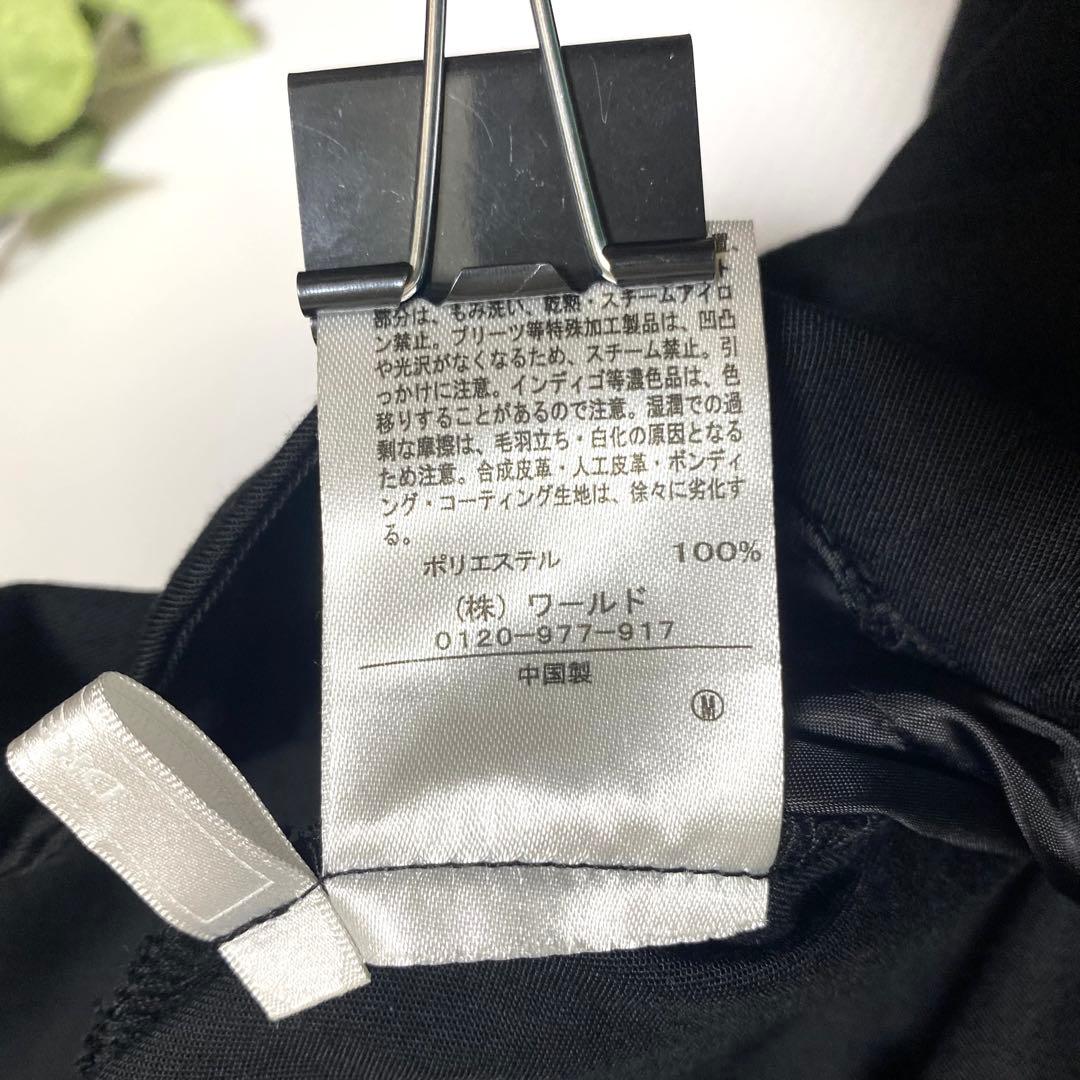 ト
部分は、もみ洗い、乾熱・スチームアイロ
ン禁止。プリーツ等特殊加工製品は、凹凸
や光沢がなくなるため、スチーム禁止。引
っかけに注意。インディゴ等濃色品は、色
移りすることがあるので注意。湿潤での過
剰な摩擦は、毛羽立ち・白化の原因となる
ため注意。合成皮革・人工皮革・ボンディ
ング・コーティング生地は、徐々に劣化す
る。
ポリエステル 100%
(株) ワールド
0120-977-917
中国製
M